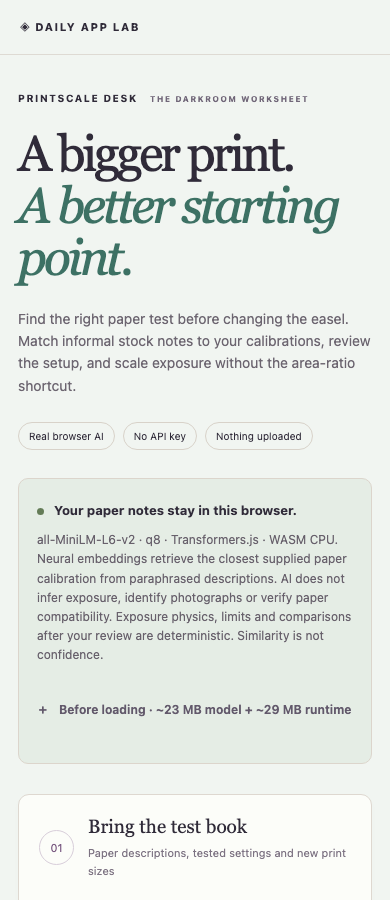 ◈ DAILY APP LAB
PRINTSCALE DESK THE DARKROOM WORKSHEET
A bigger print.
A better starting
point.
Find the right paper test before changing the easel.
Match informal stock notes to your calibrations, review
the setup, and scale exposure without the area-ratio
shortcut.
Real browser AI No API key Nothing uploaded
Your paper notes stay in this browser.
all-MiniLM-L6-v2 · q8 · Transformers.js · WASM CPU.
Neural embeddings retrieve the closest supplied paper
calibration from paraphrased descriptions. AI does not
infer exposure, identify photographs or verify paper
compatibility. Exposure physics, limits and comparisons
after your review are deterministic. Similarity is not
confidence.
+ Before loading · ~23 MB model + ~29 MB runtime
01 Bring the test book
Paper descriptions, tested settings and new print
sizes